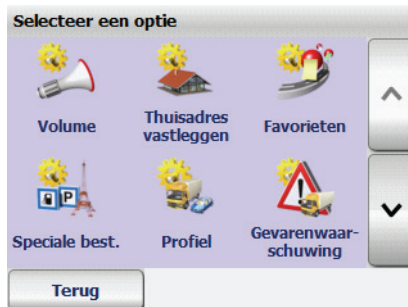 Selecteer een optie
Volume
Thuisadres
vastleggen
Favorieten
P
Speciale best.
Profiel
Gevarenwaar-
schuwing
Terug